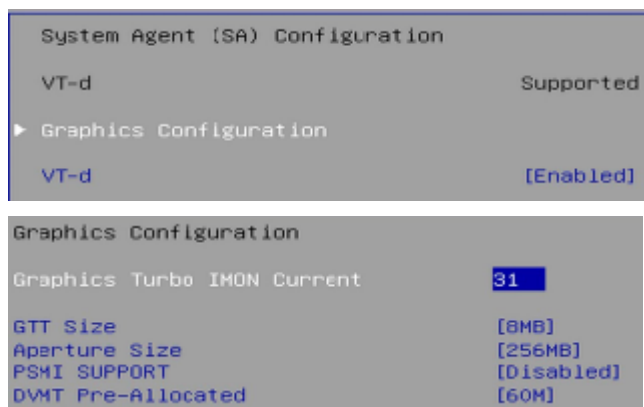 System Agent (SA) Configuration
VT-d Supported
▶ Graphics Configuration
VT-d [Enabled]
Graphics Configuration
Graphics Turbo IMON Current 31
GTT Size [8MB]
Aperture Size [256MB]
PSMI SUPPORT [Disabled]
DVMT Pre-Allocated [60M]